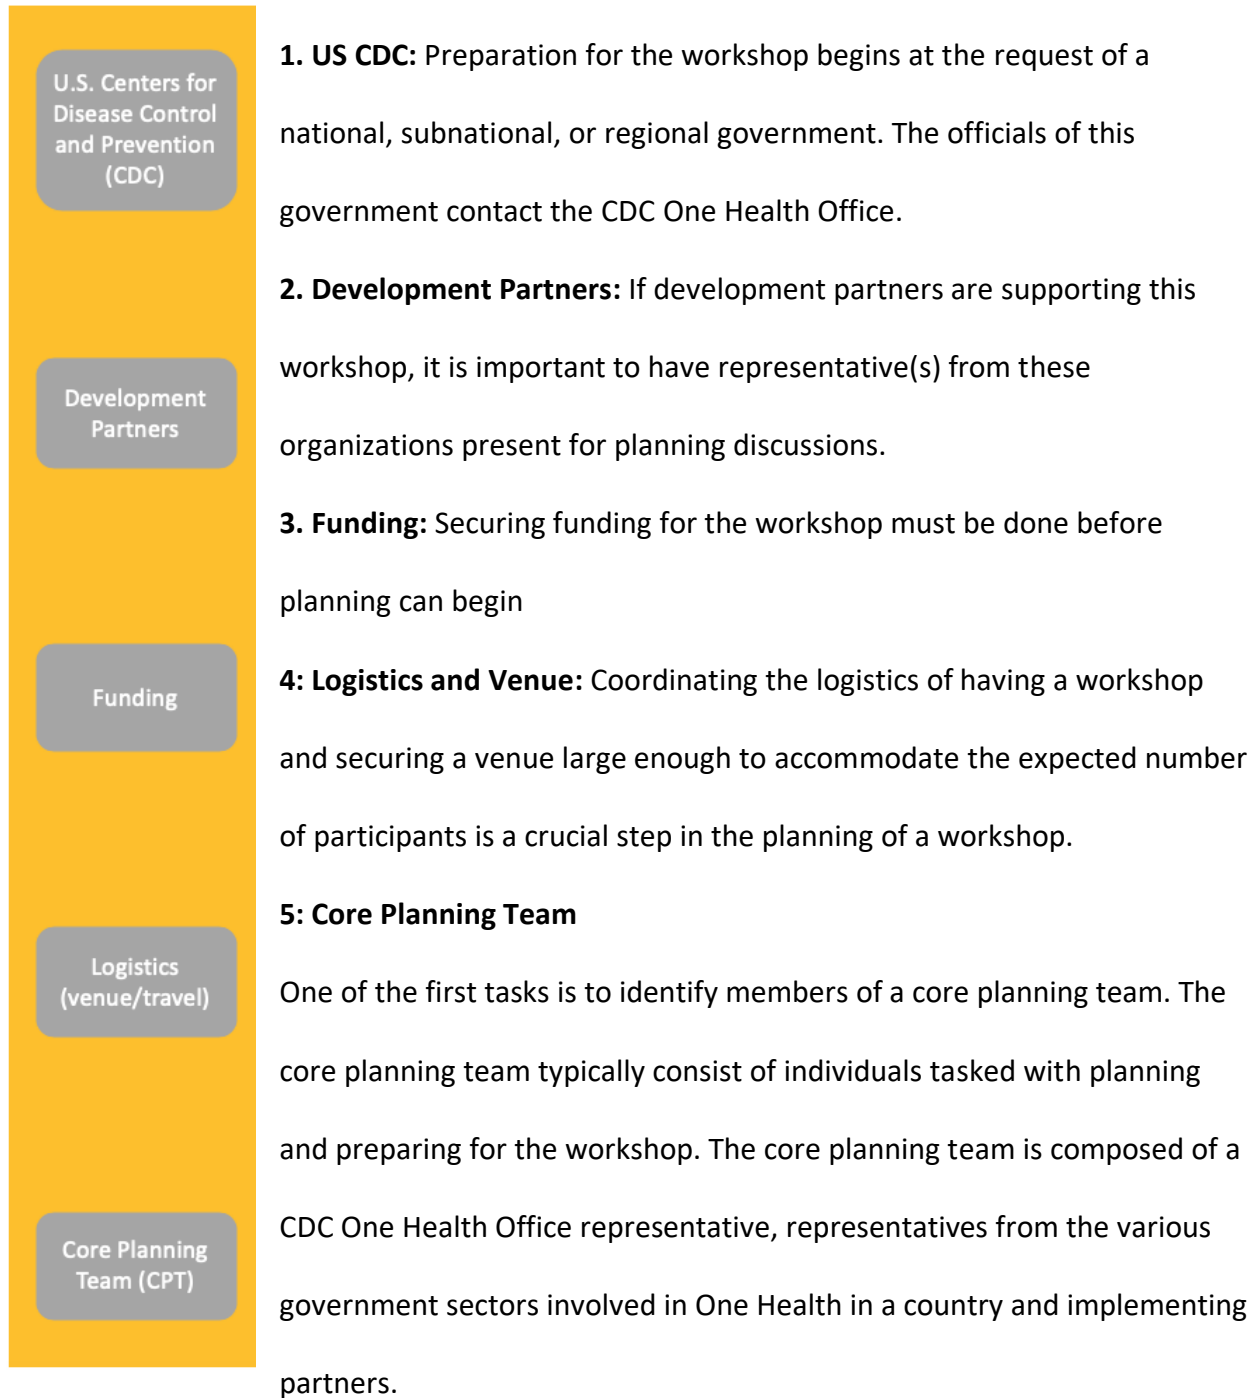 U.S. Centers for
Disease Control
and Prevention
(CDC)
Development
Partners
Funding
Logistics
(venue/travel)
Core Planning
Team (CPT)
1. US CDC: Preparation for the workshop begins at the request of a
national, subnational, or regional government. The officials of this
government contact the CDC One Health Office.
2. Development Partners: If development partners are supporting this
workshop, it is important to have representative(s) from these
organizations present for planning discussions.
3. Funding: Securing funding for the workshop must be done before
planning can begin
4: Logistics and Venue: Coordinating the logistics of having a workshop
and securing a venue large enough to accommodate the expected number
of participants is a crucial step in the planning of a workshop.
5: Core Planning Team
One of the first tasks is to identify members of a core planning team. The
core planning team typically consist of individuals tasked with planning
and preparing for the workshop. The core planning team is composed of a
CDC One Health Office representative, representatives from the various
government sectors involved in One Health in a country and implementing
partners.